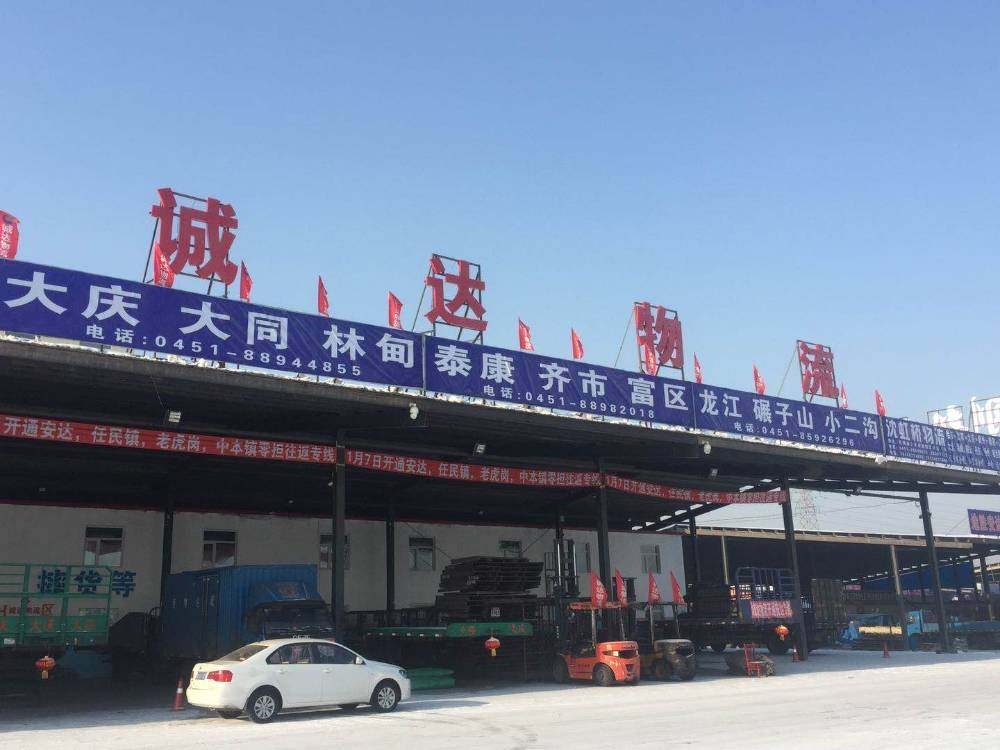 诚达物流
大庆 大同 林甸
电话:0451-88944855
泰康 齐市 富区
电话:0451-88982018
龙江 碾子山 小二沟
电话:0451-85926296
开通安达，任民镇，老虎岗，中本镇零担往返专线
1月7日开通安达，任民镇，老虎岗，中本镇零担往返专线